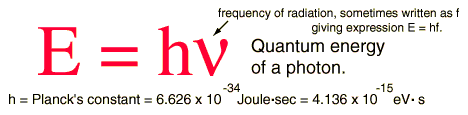 frequency of radiation, sometimes written as f
giving expression E = hf.
E = hν
Quantum energy
of a photon.
h = Planck's constant = 6.626 x 10^-34 Joule·sec = 4.136 x 10^-15 eV· s